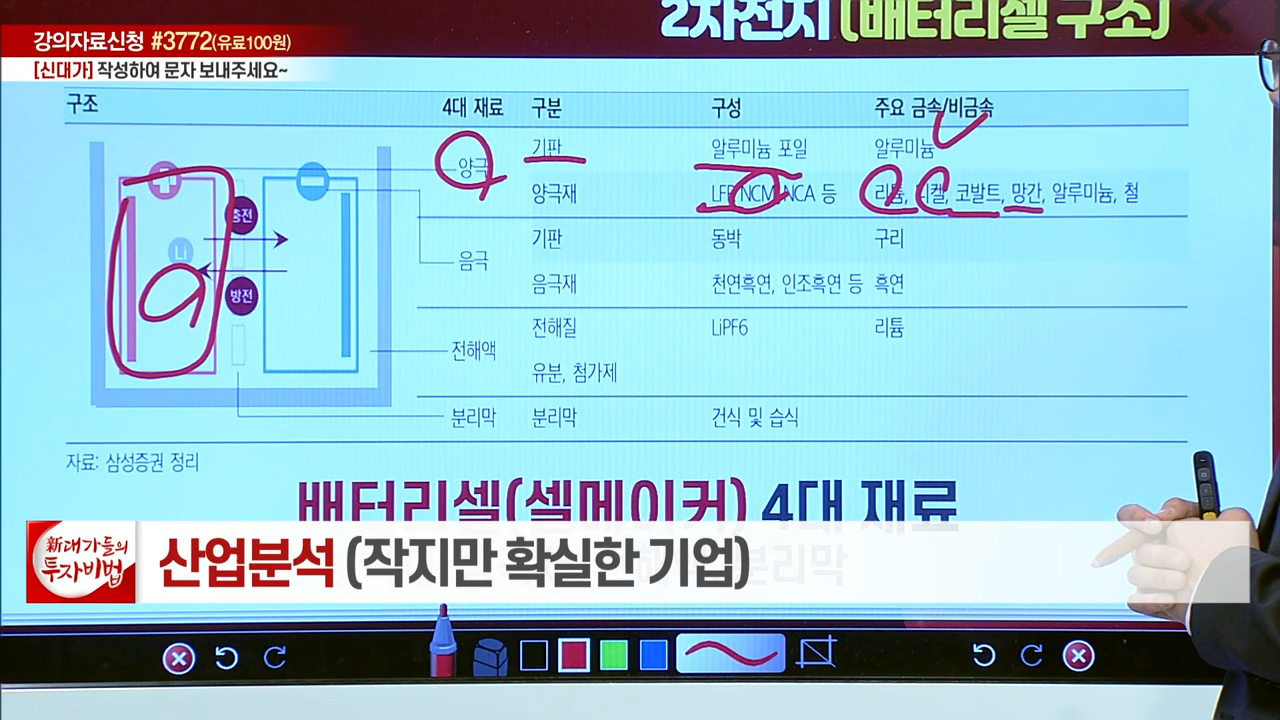 2차전지 (배터리셀 구조)
강의자료신청 #3772(유료100원)
[신대가] 작성하여 문자 보내주세요~
구조 4대 재료 구분 구성 주요 금속/비금속
양극 기판 알루미늄 포일 알루미늄
양극재 LFP NCM NCA 등 리튬, 니켈, 코발트, 망간, 알루미늄, 철
충전
Li
방전
음극 기판 동박 구리
음극재 천연흑연, 인조흑연 등 흑연
전해액 전해질 LiPF6 리튬
유분, 첨가제
분리막 분리막 건식 및 습식
자료: 삼성증권 정리
배터리셀(셀메이커) 4대 재료
분리막
新대가들의
투자비법
산업분석 (작지만 확실한 기업)